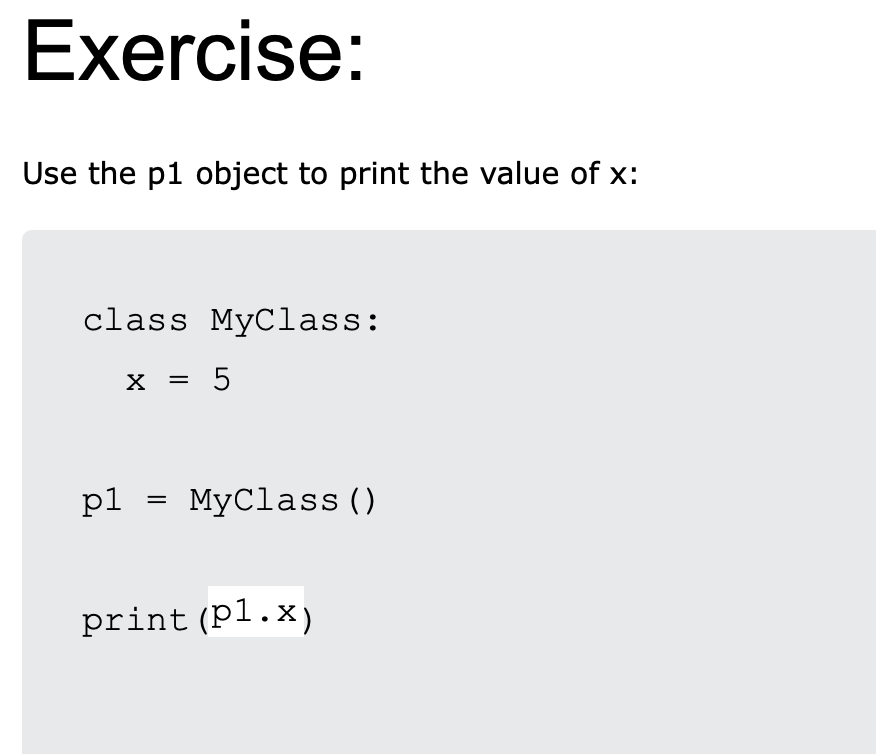 Exercise:
Use the p1 object to print the value of x:
class MyClass:
  x = 5
p1 = MyClass()
print(p1.x)